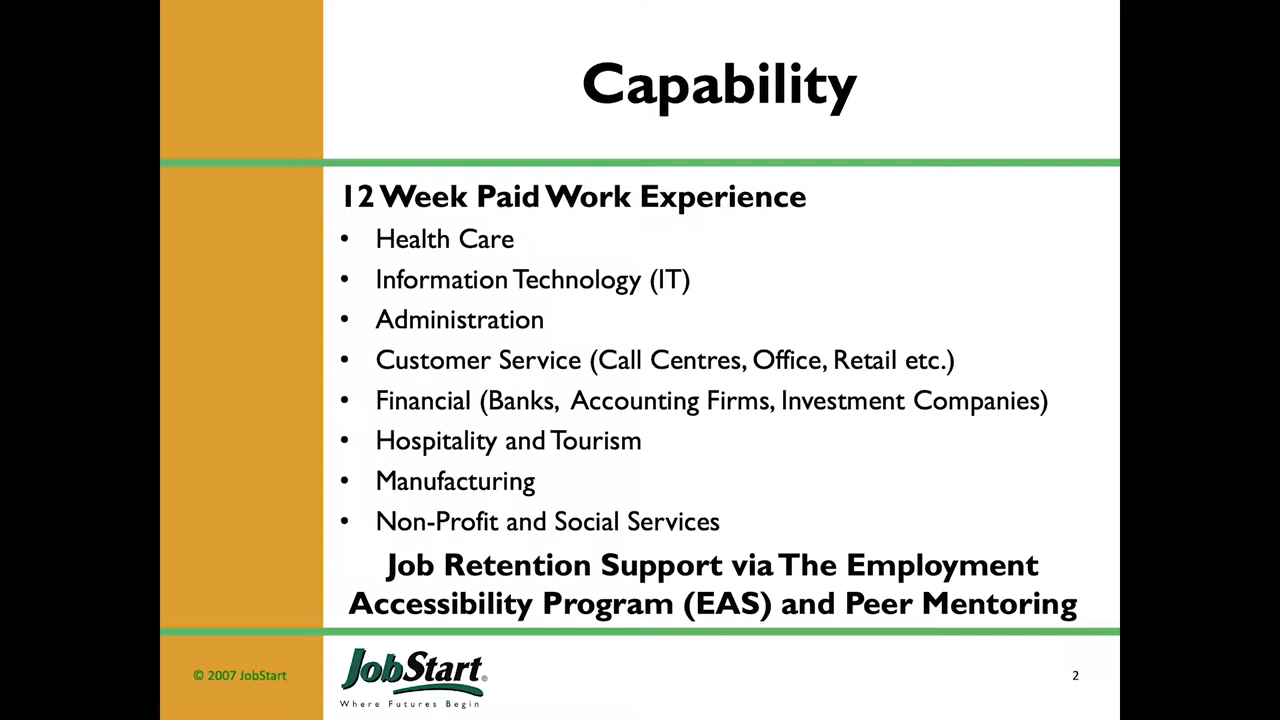 Capability
12 Week Paid Work Experience
• Health Care
• Information Technology (IT)
• Administration
• Customer Service (Call Centres, Office, Retail etc.)
• Financial (Banks, Accounting Firms, Investment Companies)
• Hospitality and Tourism
• Manufacturing
• Non-Profit and Social Services
Job Retention Support via The Employment
Accessibility Program (EAS) and Peer Mentoring
© 2007 JobStart
JobStart®
Where Futures Begin
2